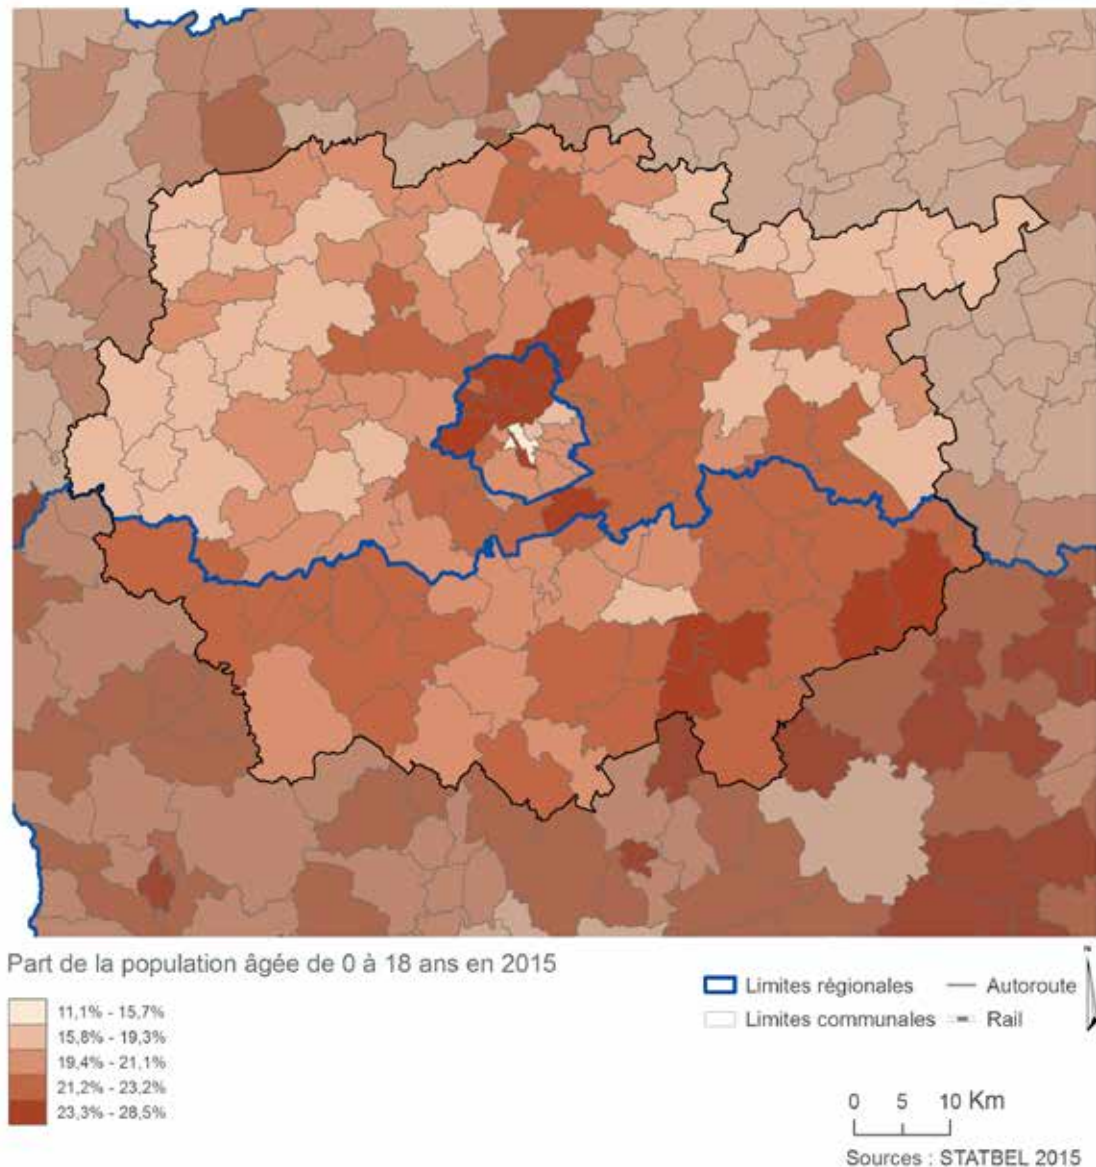 Part de la population âgée de 0 à 18 ans en 2015
11,1% - 15,7%
15,8% - 19,3%
19,4% - 21,1%
21,2% - 23,2%
23,3% - 28,5%
Limites régionales
Autoroute
Limites communales
Rail
N
0 5 10 Km
Sources : STATBEL 2015